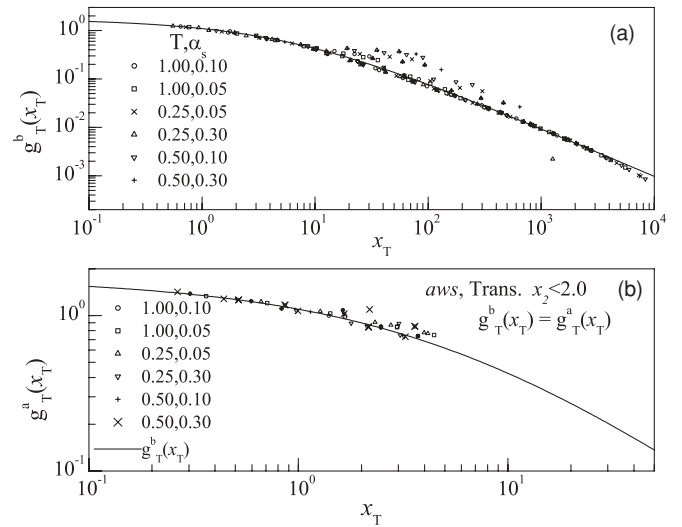 10^0
10^-1
10^-2
10^-3
g^b_T(x_T)
(a)
T,α_s
1.00,0.10
1.00,0.05
0.25,0.05
0.25,0.30
0.50,0.10
0.50,0.30
10^-1 10^0 10^1 10^2 10^3 10^4
x_T
10^0
10^-1
g^a_T(x_T)
(b)
aws, Trans. x_2<2.0
g^b_T(x_T) = g^a_T(x_T)
1.00,0.10
1.00,0.05
0.25,0.05
0.25,0.30
0.50,0.10
0.50,0.30
g^b_T(x_T)
10^-1 10^0 10^1
x_T